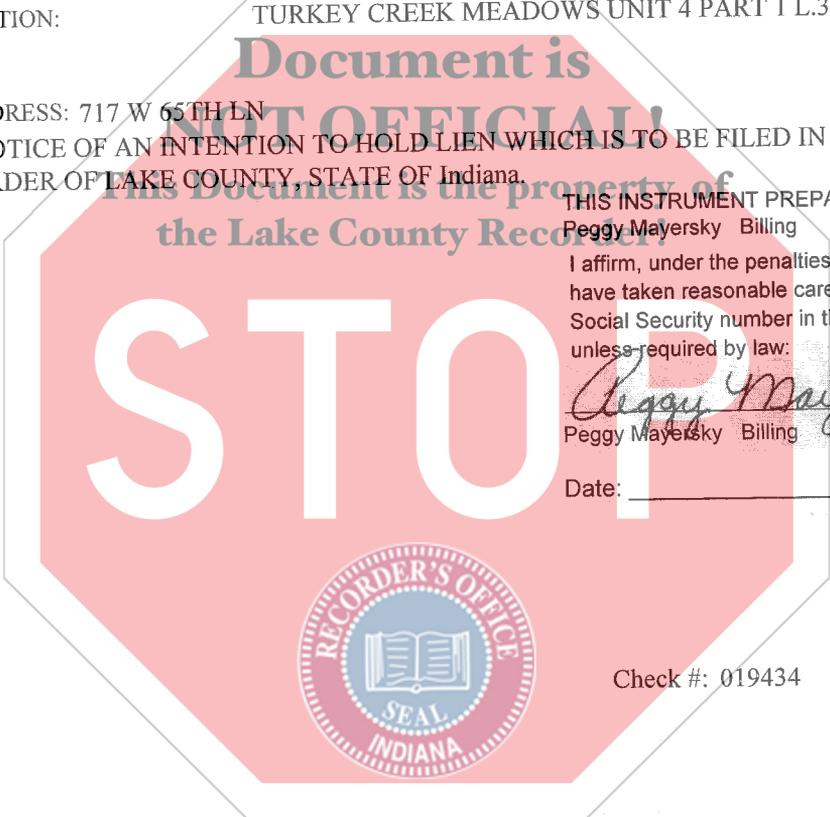 TION: TURKEY CREEK MEADOWS UNIT 4 PART 1 L.3
Document is
DRESS: 717 W 65TH LN
NOT OFFICIAL!
OTICE OF AN INTENTION TO HOLD LIEN WHICH IS TO BE FILED IN
RDER OF LAKE COUNTY, STATE OF Indiana.
This Document is the property of
the Lake County Recorder!
THIS INSTRUMENT PREPA
Peggy Mayersky Billing
I affirm, under the penalties
have taken reasonable care
Social Security number in t
unless required by law:
Peggy May
Peggy Mayersky Billing
Date:
STOP
RECORDER'S OFFICE
SEAL
INDIANA
Check #: 019434